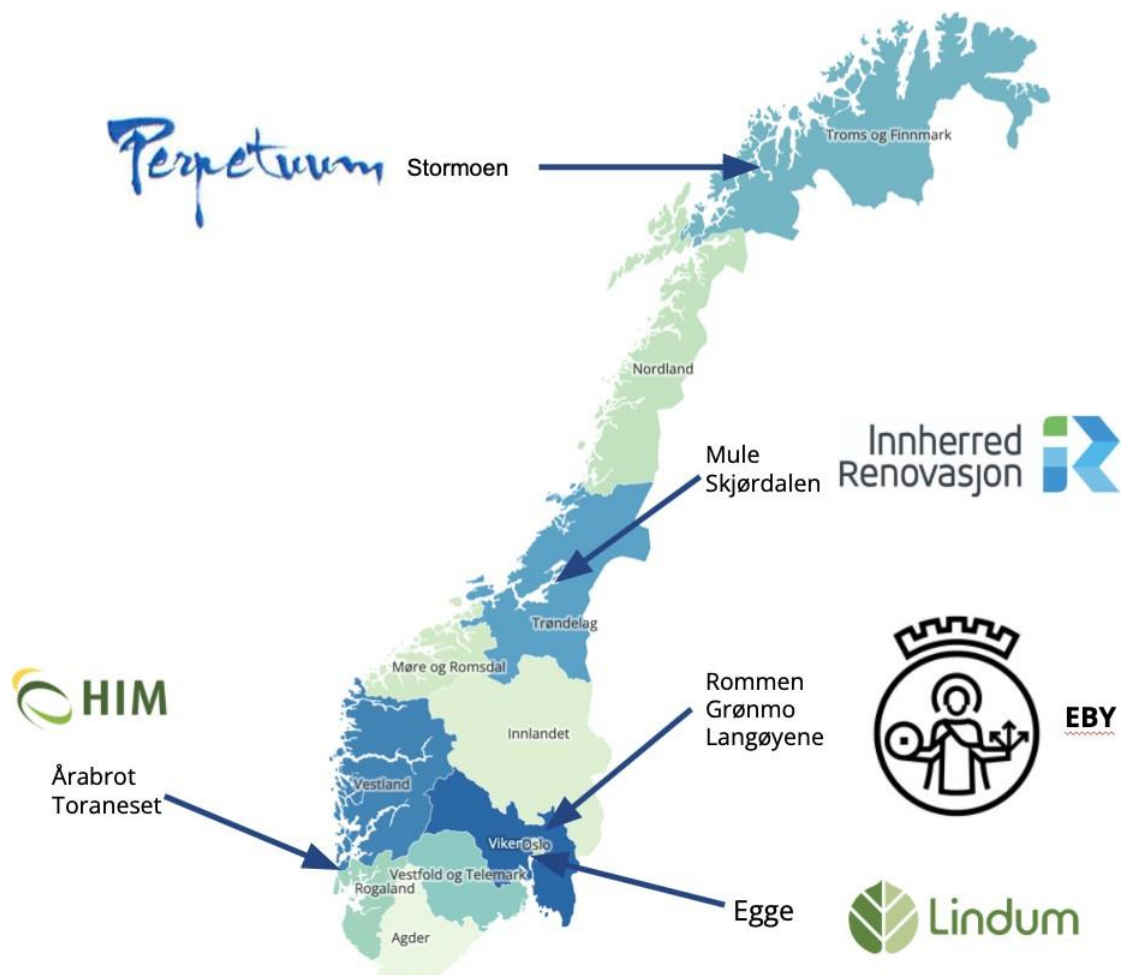 Troms og Finnmark
Perpetuum
Stormoen
Nordland
Mule
Skjørdalen
Innherred
Renovasjon
Trøndelag
Møre og Romsdal
HIM
Rommen
Grønmo
Langøyene
EBY
Innlandet
Årabrot
Toraneset
Vestland
Oslo
Vestfold og Telemark
Rogaland
Egge
Lindum
Agder